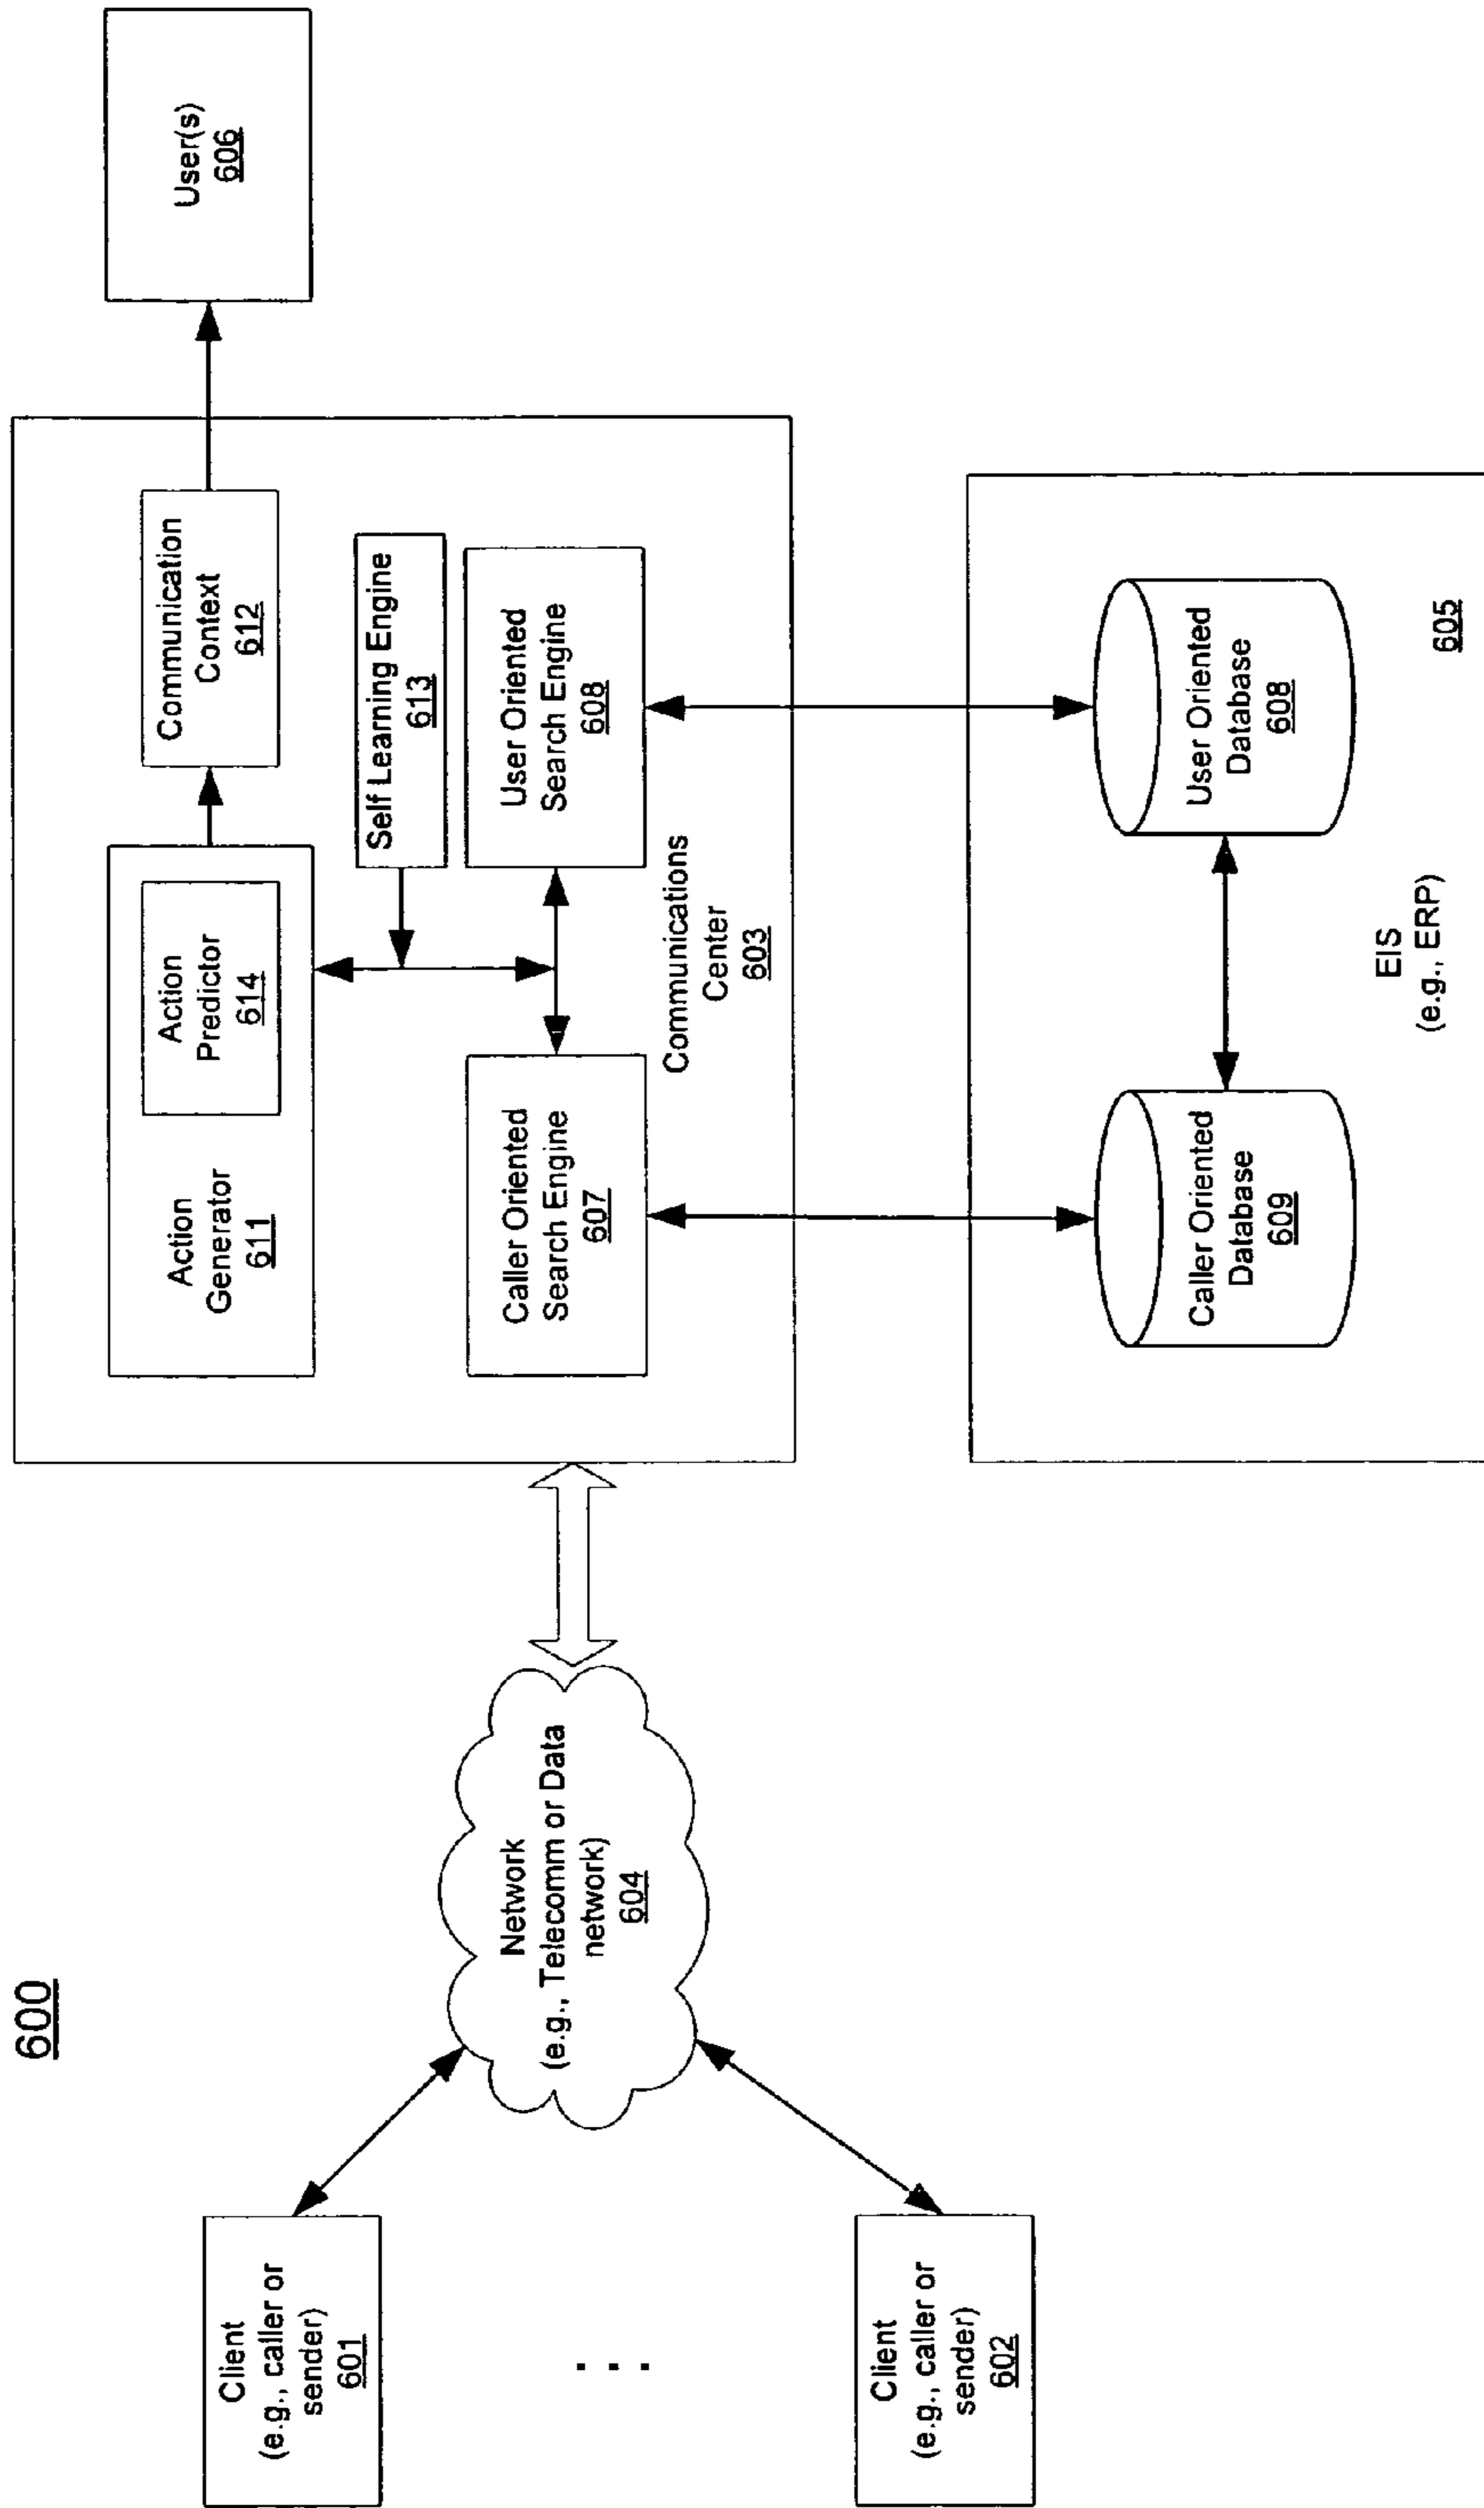 600
Client
(e.g., caller or
sender)
601
. . .
Client
(e.g., caller or
sender)
602
Network
(e.g., Telecomm or Data
network)
604
Action
Generator
611
Action
Predictor
614
Communication
Context
612
User(s)
606
Self Learning Engine
613
Caller Oriented
Search Engine
607
User Oriented
Search Engine
608
Communications
Center
603
Caller Oriented
Database
609
User Oriented
Database
608
EIS
(e.g., ERP)
605